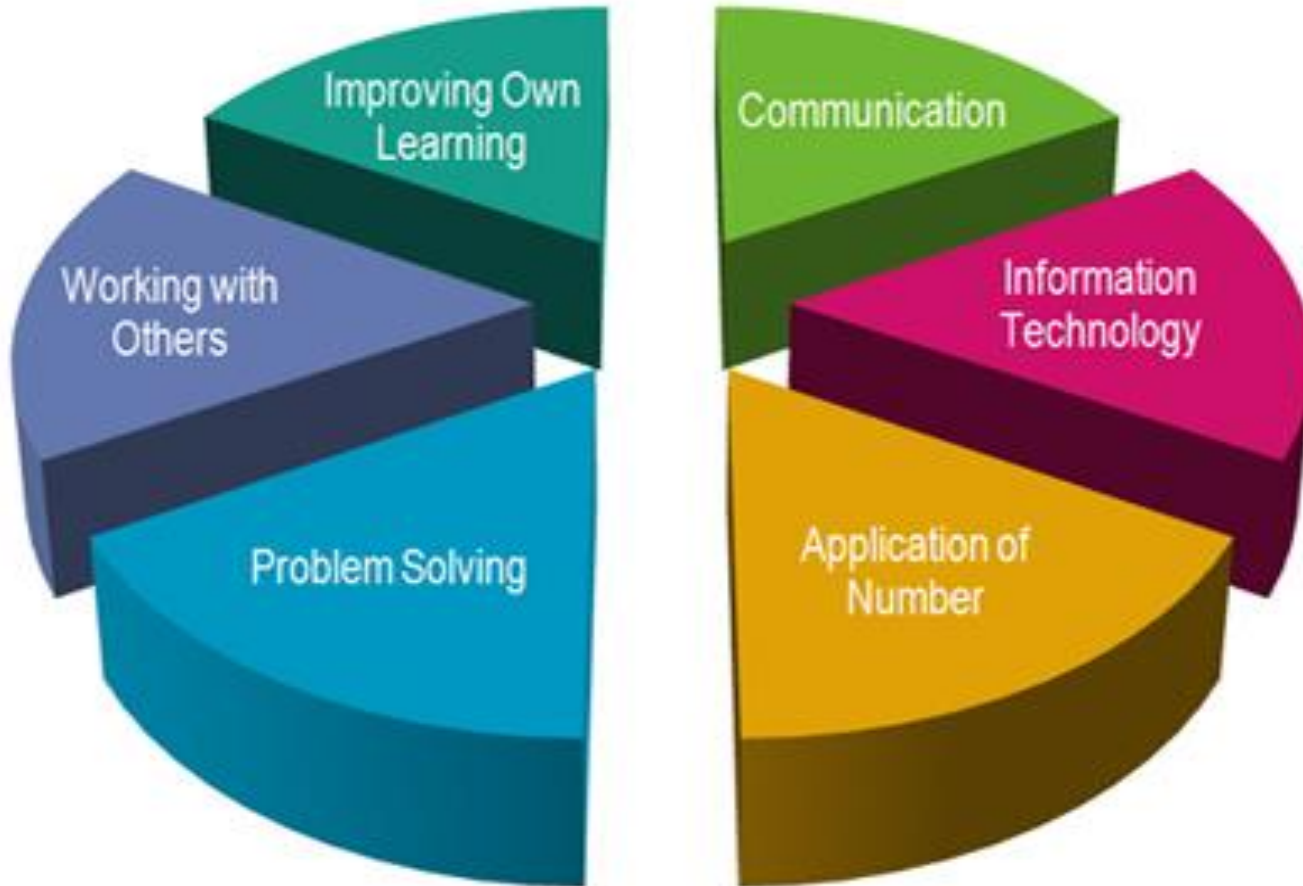 Improving Own
Learning
Communication
Working with
Others
Information
Technology
Problem Solving
Application of
Number